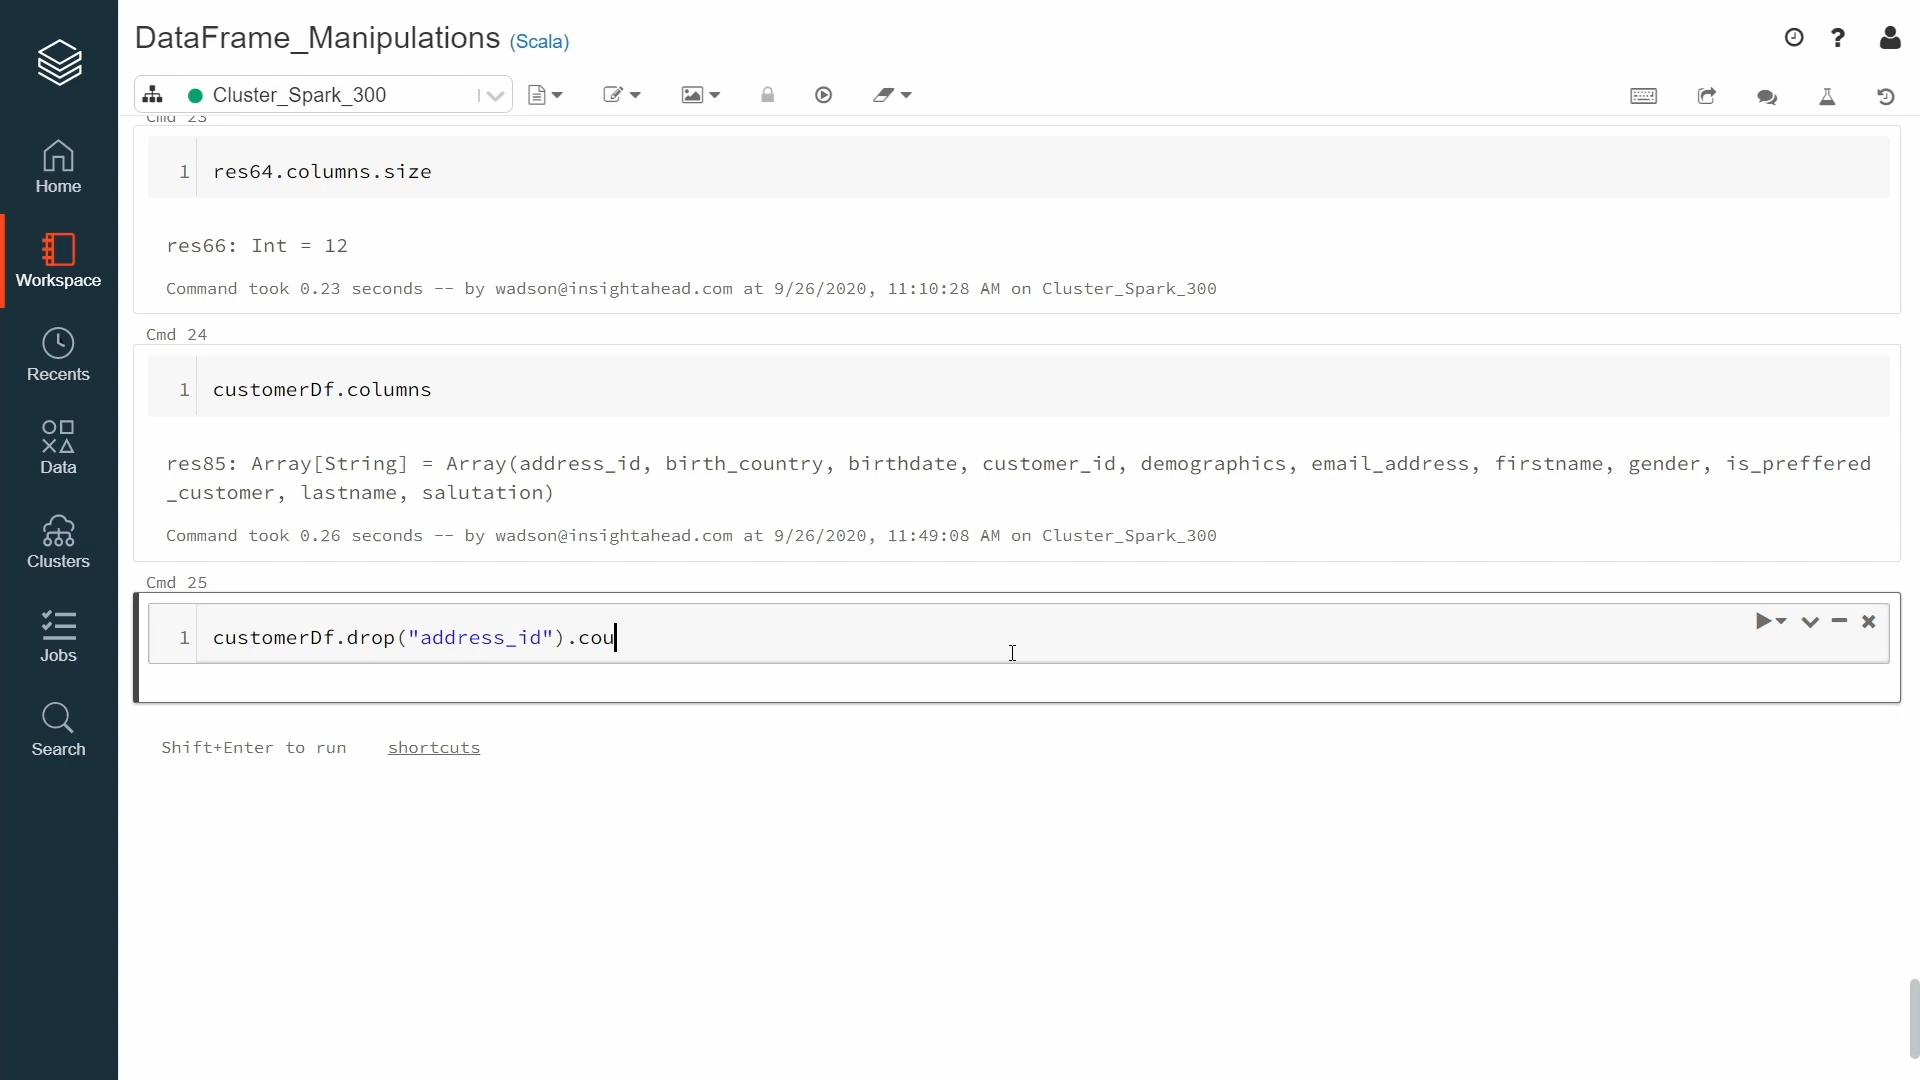 DataFrame_Manipulations (Scala)
Cluster_Spark_300
Home
Workspace
Recents
Data
Clusters
Jobs
Search
Cmd 23
1 res64.columns.size
res66: Int = 12
Command took 0.23 seconds -- by wadson@insightahead.com at 9/26/2020, 11:10:28 AM on Cluster_Spark_300
Cmd 24
1 customerDf.columns
res85: Array[String] = Array(address_id, birth_country, birthdate, customer_id, demographics, email_address, firstname, gender, is_preffered
_customer, lastname, salutation)
Command took 0.26 seconds -- by wadson@insightahead.com at 9/26/2020, 11:49:08 AM on Cluster_Spark_300
Cmd 25
1 customerDf.drop("address_id").cou
Shift+Enter to run shortcuts